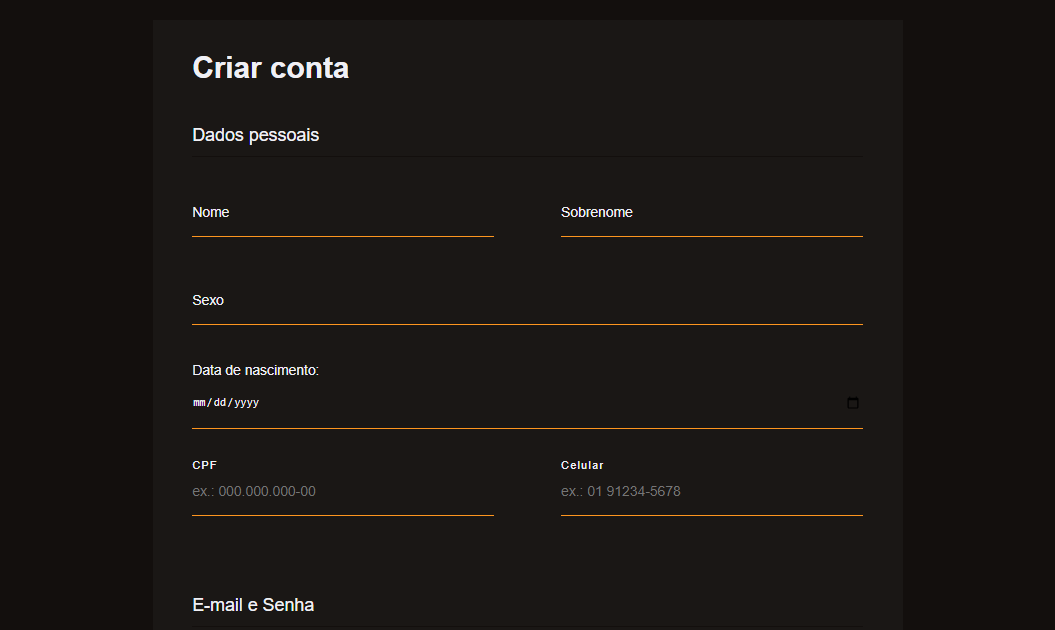 Criar conta
Dados pessoais
Nome
Sobrenome
Sexo
Data de nascimento:
mm/dd/yyyy
CPF
Celular
ex.: 000.000.000-00
ex.: 01 91234-5678
E-mail e Senha